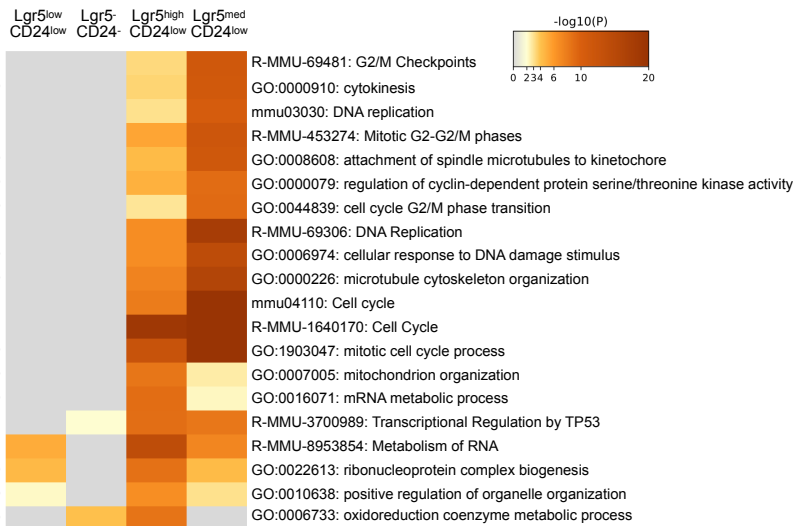 Lgr5low Lgr5- Lgr5high Lgr5med
CD24low CD24- CD24low CD24low
-log10(P)
0 2 3 4 6 10 20
R-MMU-69481: G2/M Checkpoints
GO:0000910: cytokinesis
mmu03030: DNA replication
R-MMU-453274: Mitotic G2-G2/M phases
GO:0008608: attachment of spindle microtubules to kinetochore
GO:0000079: regulation of cyclin-dependent protein serine/threonine kinase activity
GO:0044839: cell cycle G2/M phase transition
R-MMU-69306: DNA Replication
GO:0006974: cellular response to DNA damage stimulus
GO:0000226: microtubule cytoskeleton organization
mmu04110: Cell cycle
R-MMU-1640170: Cell Cycle
GO:1903047: mitotic cell cycle process
GO:0007005: mitochondrion organization
GO:0016071: mRNA metabolic process
R-MMU-3700989: Transcriptional Regulation by TP53
R-MMU-8953854: Metabolism of RNA
GO:0022613: ribonucleoprotein complex biogenesis
GO:0010638: positive regulation of organelle organization
GO:0006733: oxidoreduction coenzyme metabolic process